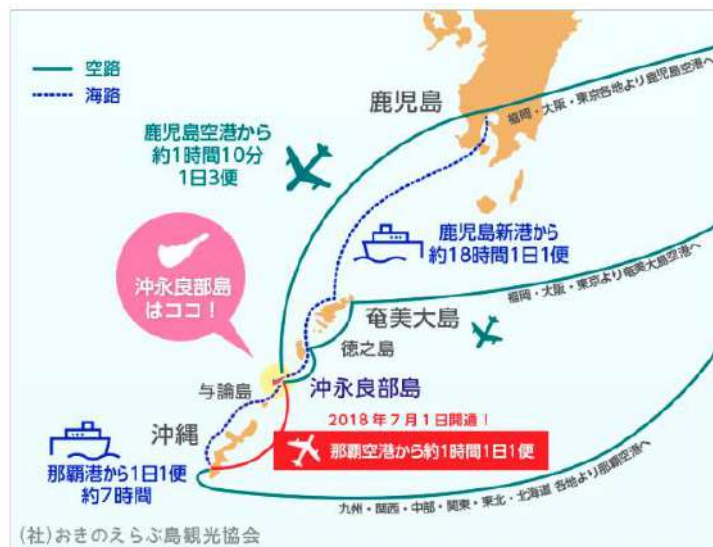 空路
海路
鹿児島
福岡・大阪・東京各地より鹿児島空港へ
鹿児島空港から
約1時間10分
1日3便
鹿児島新港から
約18時間1日1便
沖永良部島
はココ！
福岡・大阪・東京より奄美大島空港へ
奄美大島
徳之島
与論島
沖永良部島
2018年7月1日開通！
那覇空港から約1時間1日1便
沖縄
那覇港から1日1便
約7時間
九州・関西・中部・関東・東北・北海道 各地より那覇空港へ
(社)おきのえらぶ島観光協会